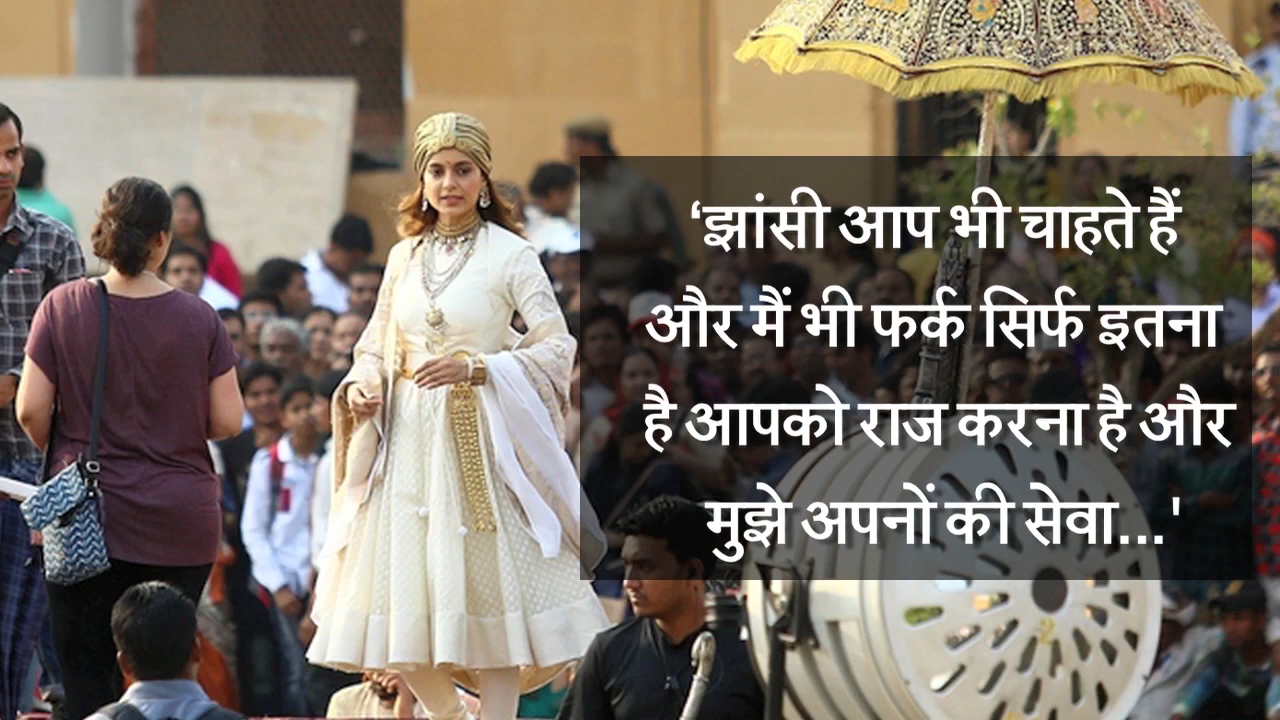 ‘झांसी आप भी चाहते हैं
और मैं भी फर्क सिर्फ इतना
है आपको राज करना है और
मुझे अपनों की सेवा...'